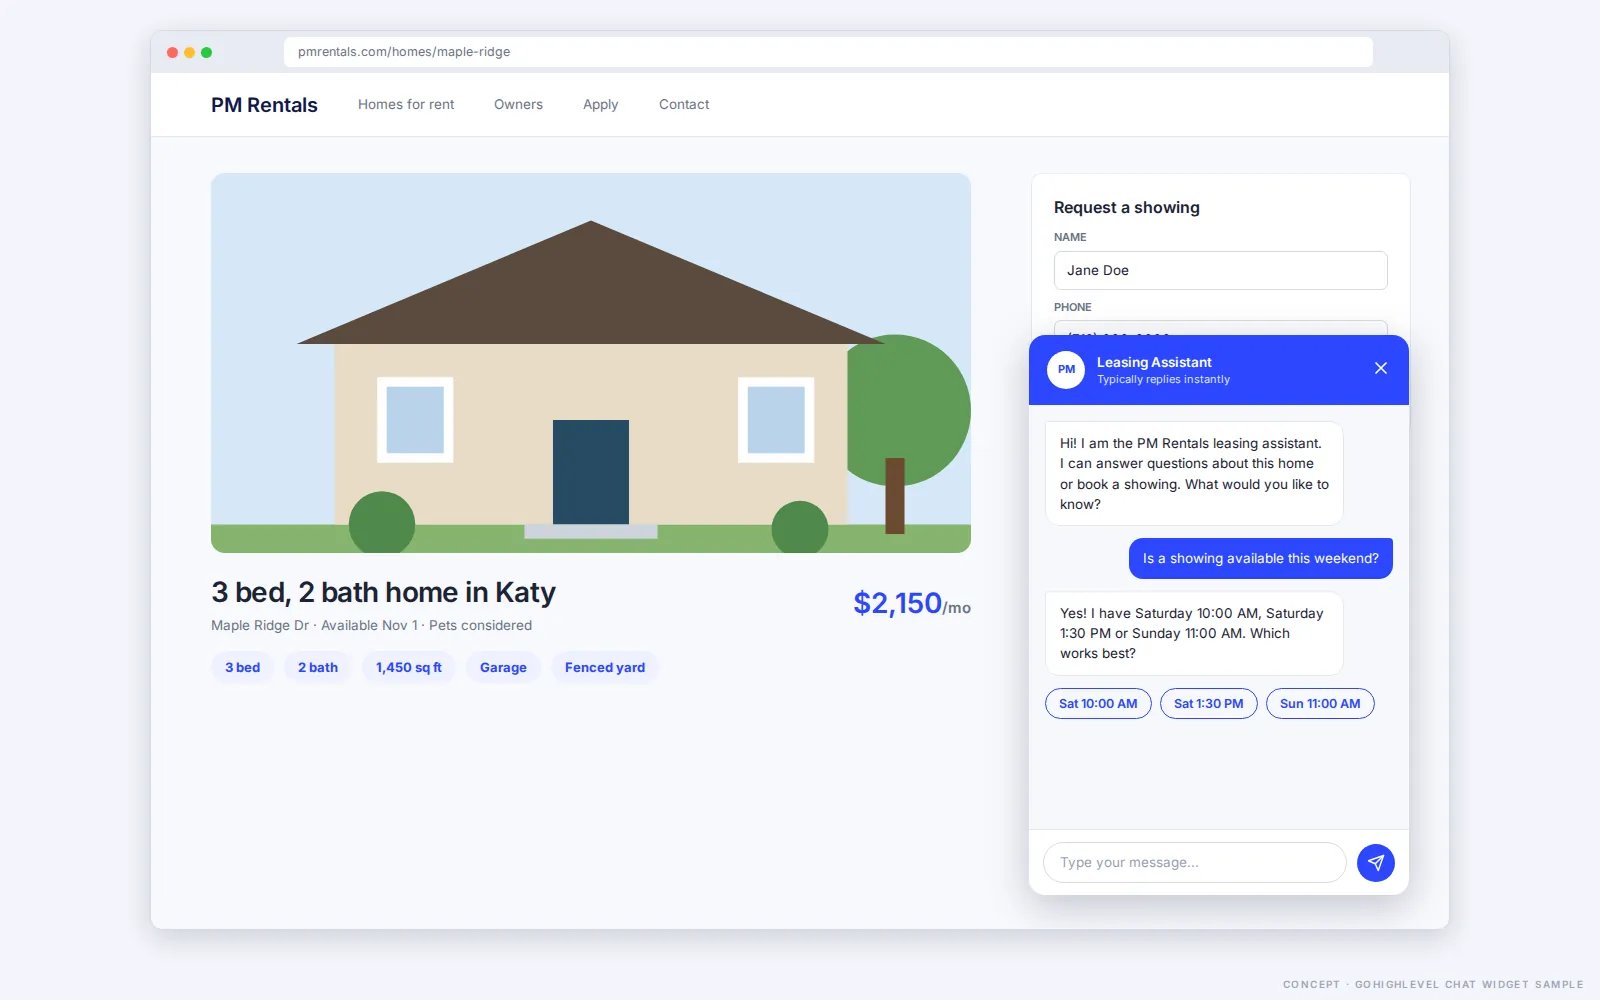 pmrentals.com/homes/maple-ridge
PM Rentals
Homes for rent
Owners
Apply
Contact
3 bed, 2 bath home in Katy
Maple Ridge Dr · Available Nov 1 · Pets considered
$2,150/mo
3 bed
2 bath
1,450 sq ft
Garage
Fenced yard
Request a showing
NAME
Jane Doe
PHONE
PM
Leasing Assistant
Typically replies instantly
Hi! I am the PM Rentals leasing assistant.
I can answer questions about this home
or book a showing. What would you like to
know?
Is a showing available this weekend?
Yes! I have Saturday 10:00 AM, Saturday
1:30 PM or Sunday 11:00 AM. Which
works best?
Sat 10:00 AM
Sat 1:30 PM
Sun 11:00 AM
Type your message...
CONCEPT · GOHIGHLEVEL CHAT WIDGET SAMPLE